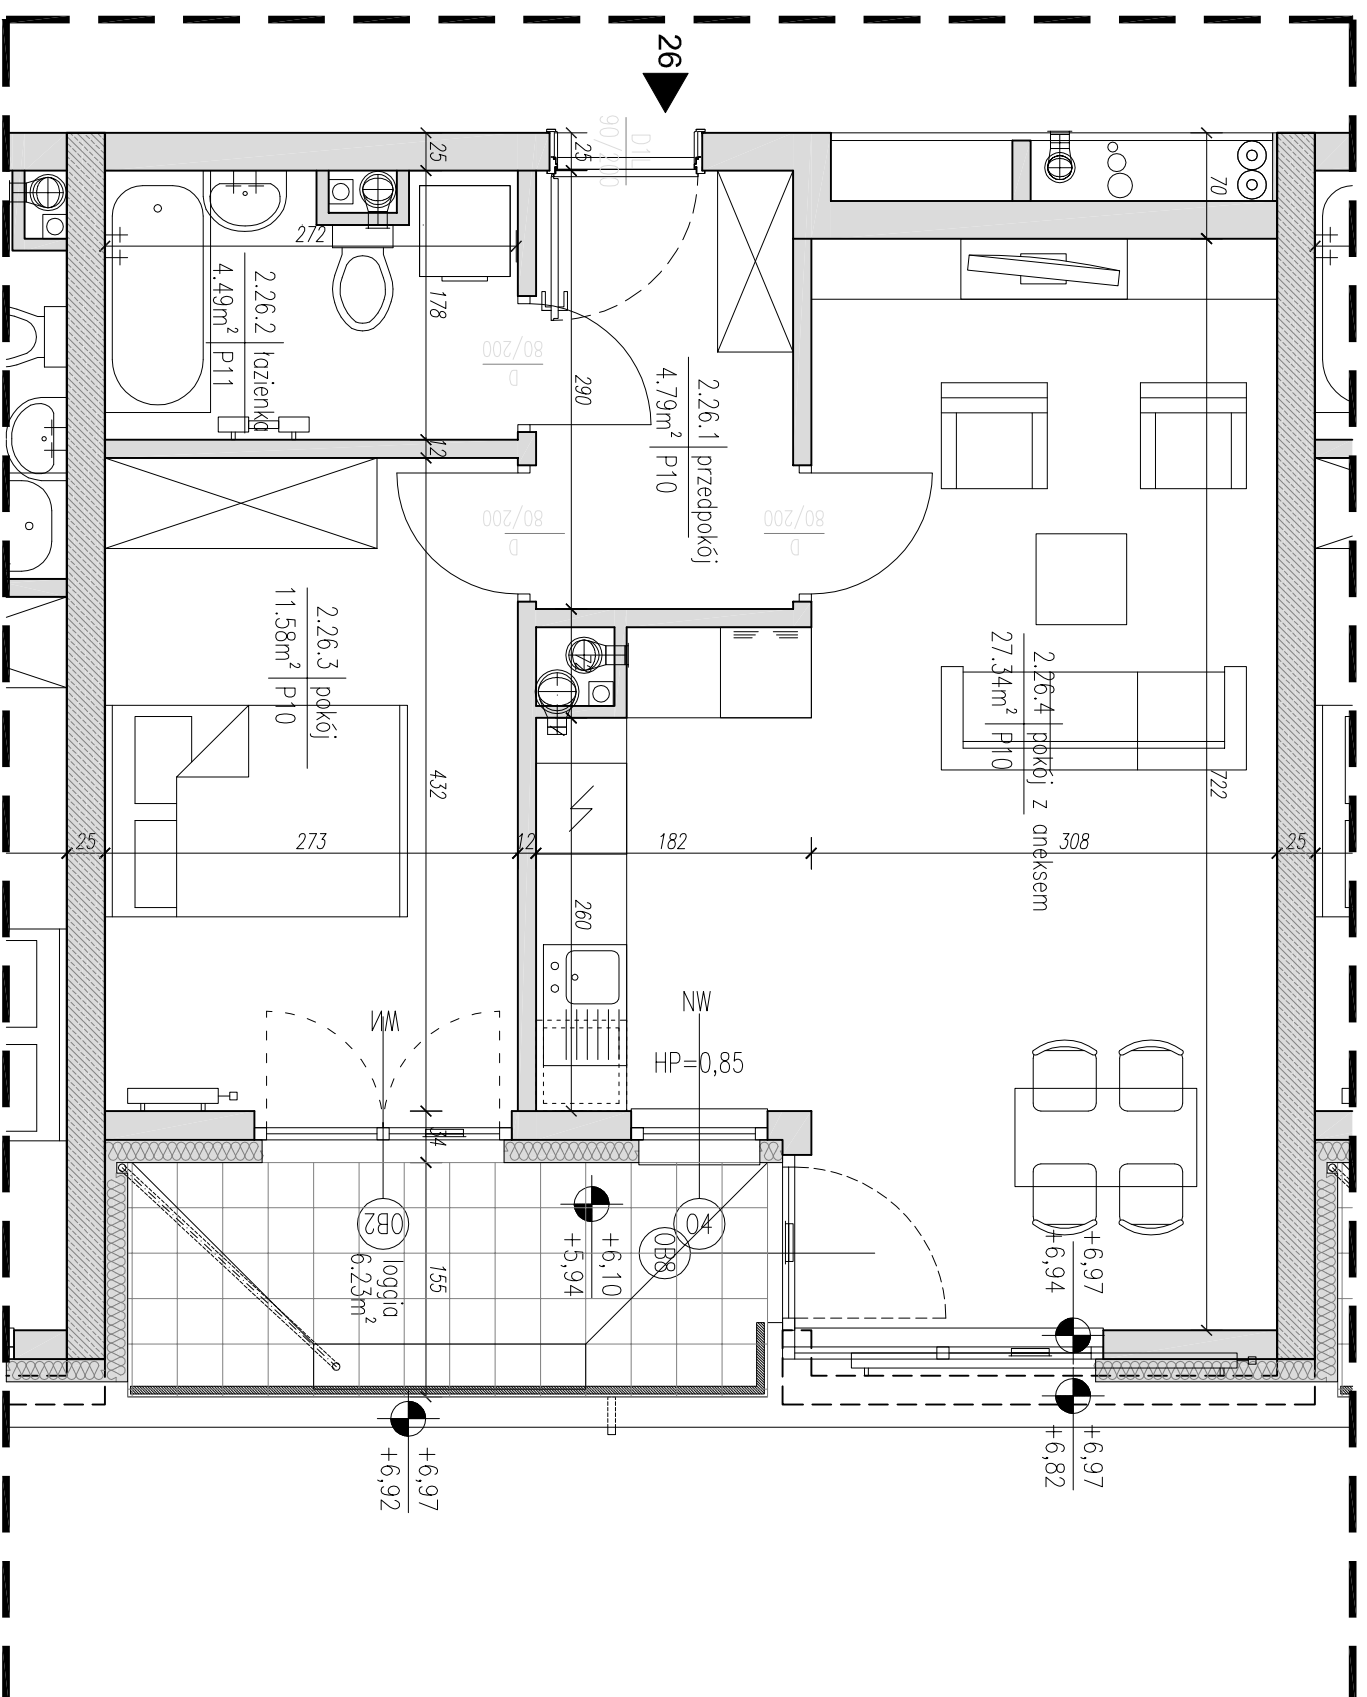 26
D1L
90/200
25
25
70
272
2.26.2 łazienka
4.49m² P11
178
80/200
D
290
2.26.1 przedpokój
4.79m² P10
12
80/200
D
80/200
D
2.26.3 pokój
11.58m² P10
2.26.4 pokój z aneksem
27.34m² P10
432
722
25
273
12
182
308
25
260
NW
NW
HP=0,85
34
OB2
O4
OB8
loggia
6.23m²
155
+6,10
+5,94
+6,97
+6,94
+6,97
+6,92
+6,97
+6,82